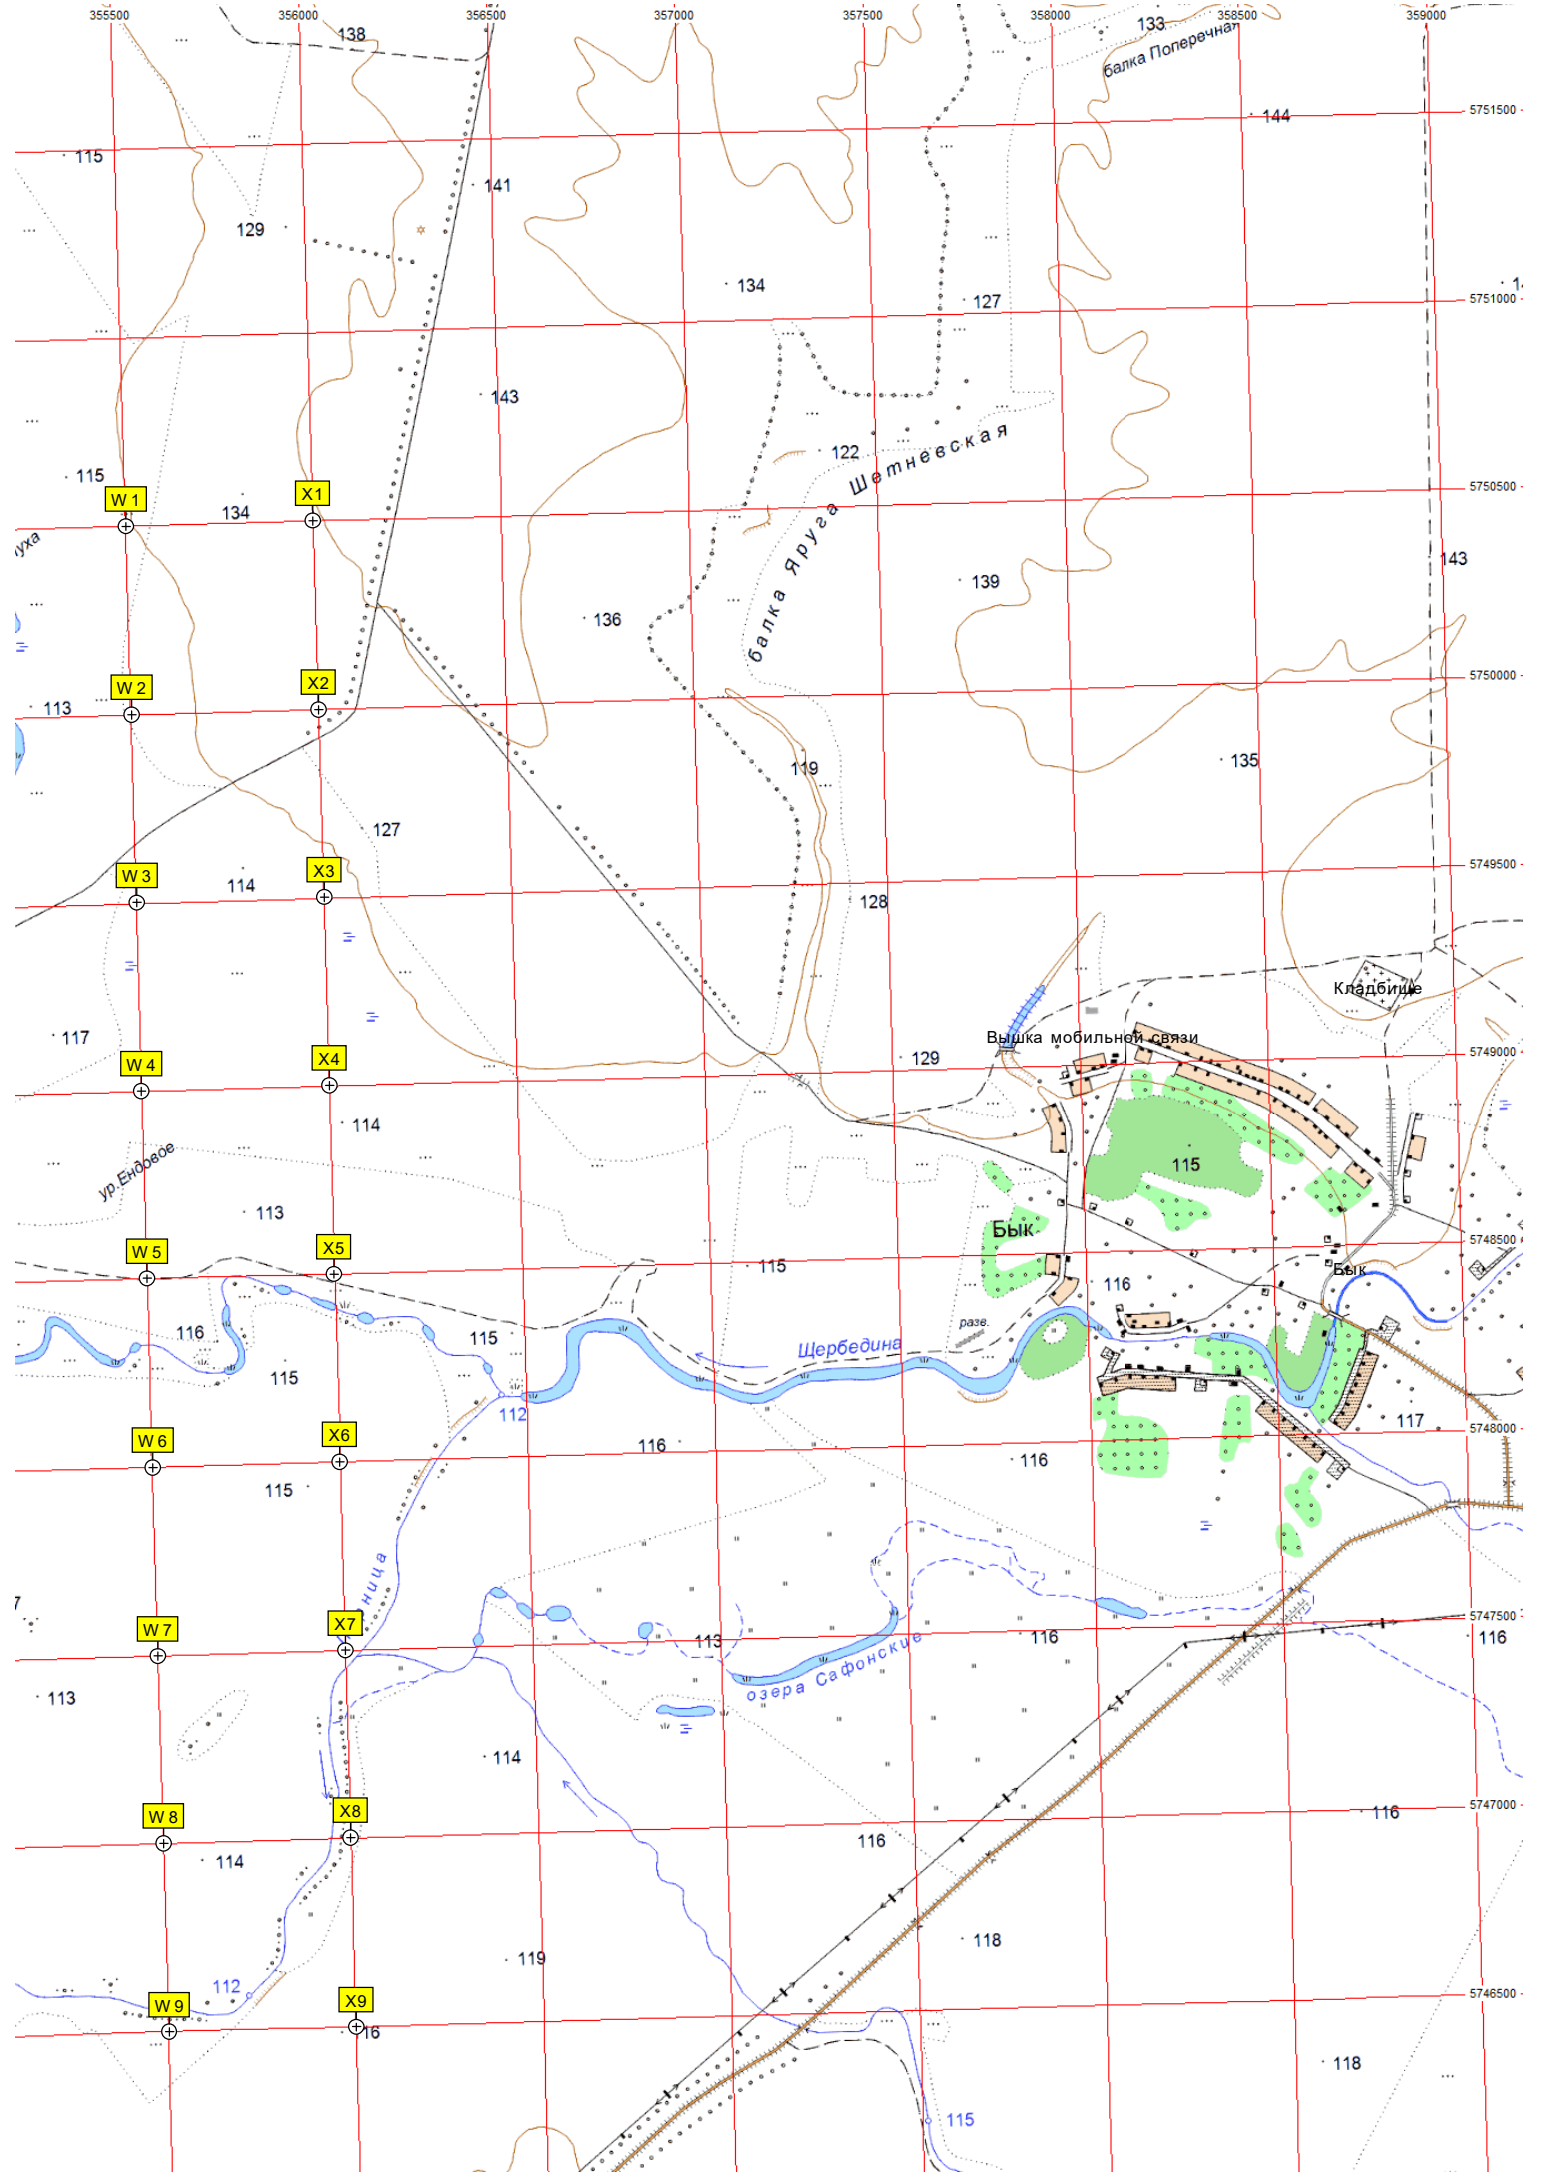 355500 356000 356500 357000 357500 358000 358500 359000
138
133
балка Поперечная
5751500
144
115
141
129
134
127
5751000
143
122
балка Яруга Шетневская
115
5750500
W 1
X1
134
143
139
136
5750000
W 2
X2
113
135
119
127
5749500
W 3
X3
114
128
Кладбище
117
Вышка мобильной связи
129
5749000
W 4
X4
114
115
ур.Ендовое
113
Бык
5748500
W 5
X5
115
116
Бык
116
115
разв.
Щербедина
115
112
117
116
5748000
W 6
X6
116
115
ница
5747500
W 7
X7
113
116
116
озера Сафонские
113
114
5747000
W 8
X8
116
116
114
118
119
112
5746500
W 9
X9
16
118
115